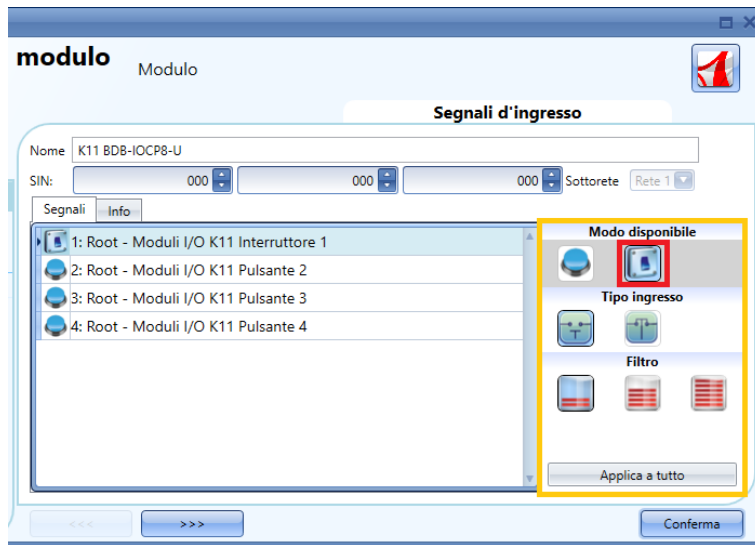 modulo
Modulo
Segnali d'ingresso
Nome K11 BDB-IOCP8-U
SIN: 000 000 000 Sottorete Rete 1
Segnali Info
1: Root - Moduli I/O K11 Interruttore 1
2: Root - Moduli I/O K11 Pulsante 2
3: Root - Moduli I/O K11 Pulsante 3
4: Root - Moduli I/O K11 Pulsante 4
Modo disponibile
Tipo ingresso
Filtro
Applica a tutto
<<< >>> Conferma